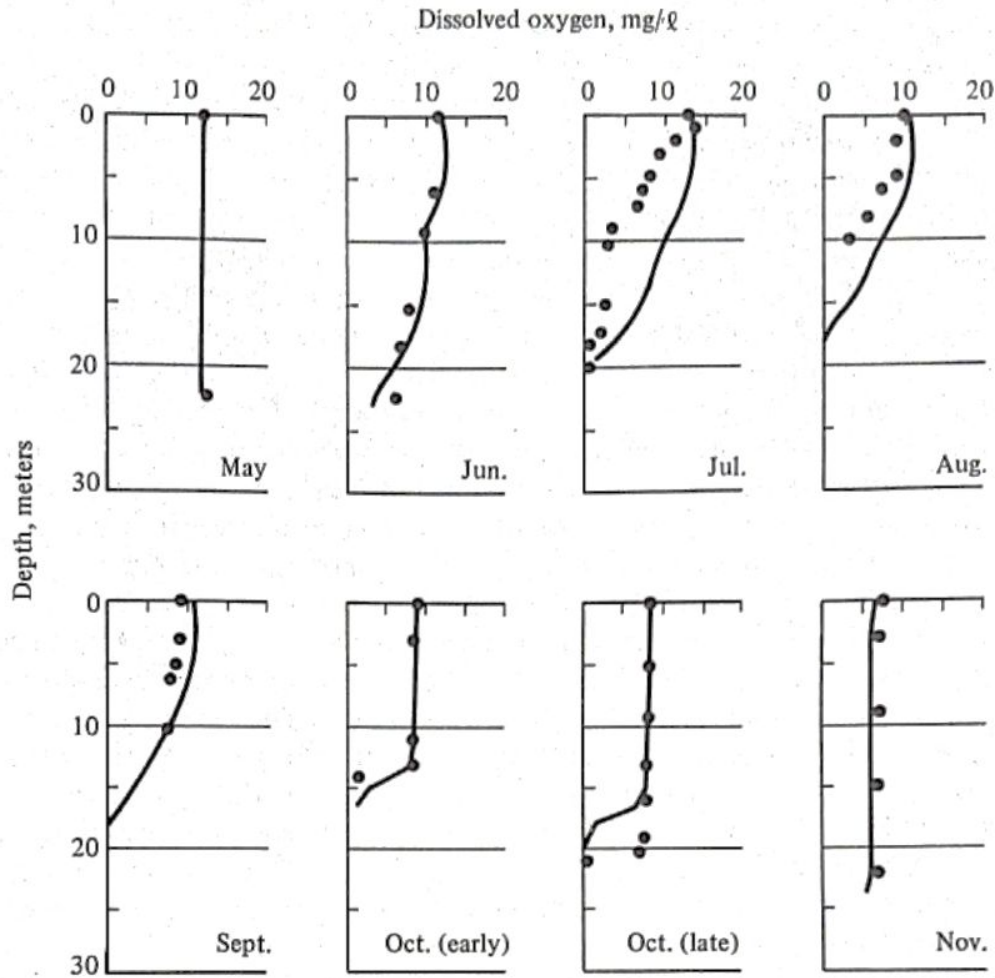 Dissolved oxygen, mg/ℓ
0 10 20 0 10 20 0 10 20 0 10 20
0
10
20
30
May Jun. Jul. Aug.
Depth, meters
0
10
20
30
Sept. Oct. (early) Oct. (late) Nov.